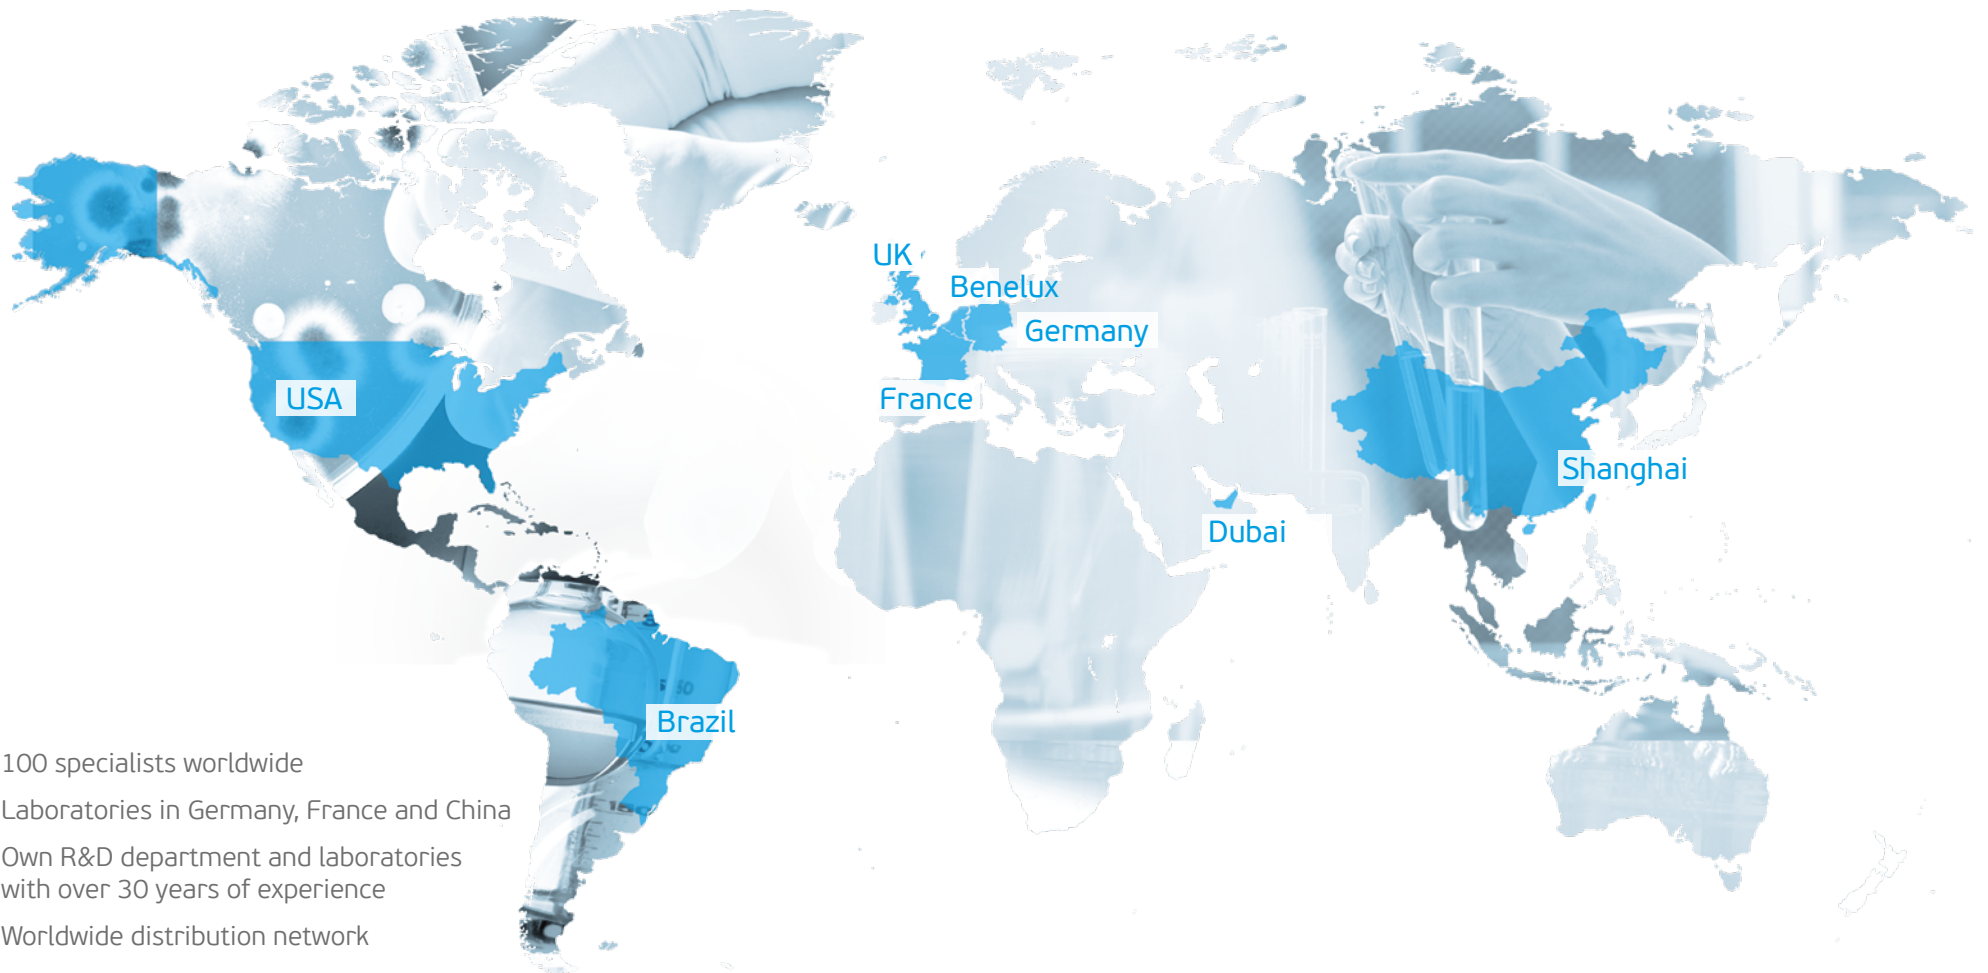 UK
Benelux
Germany
USA
France
Shanghai
Dubai
Brazil
100 specialists worldwide
Laboratories in Germany, France and China
Own R&D department and laboratories
with over 30 years of experience
Worldwide distribution network